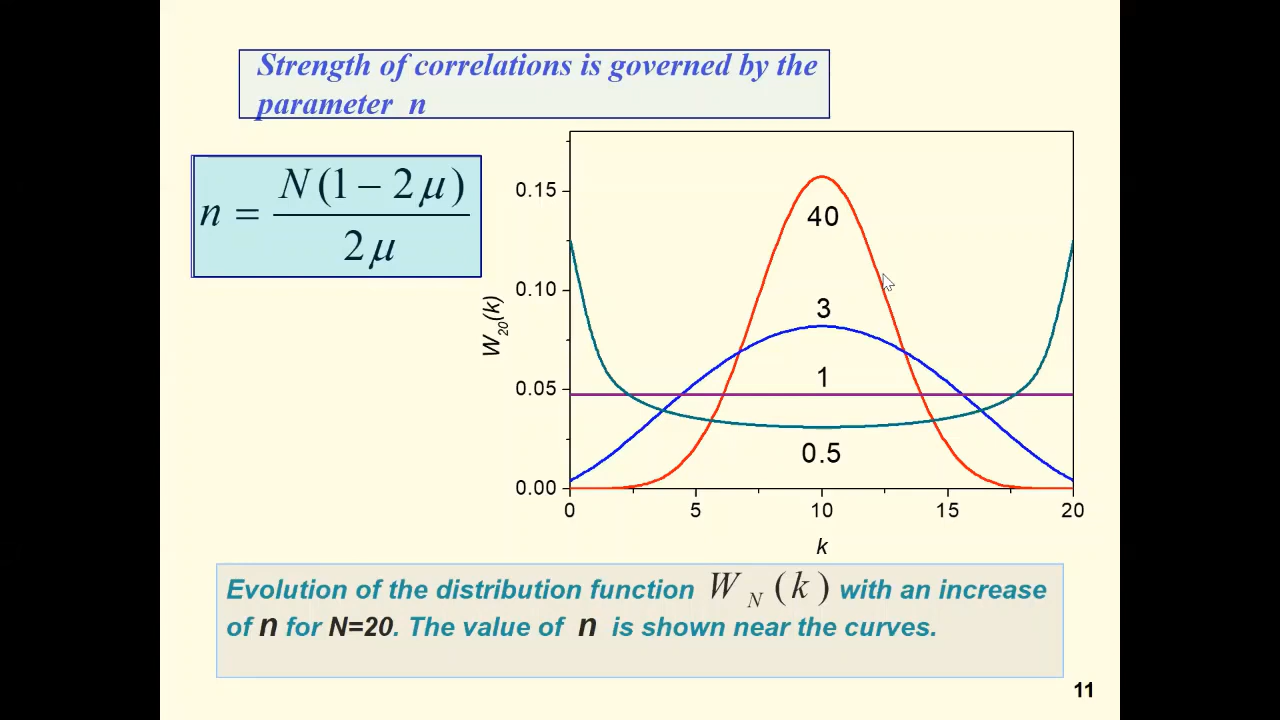 Strength of correlations is governed by the
parameter n
n = N(1 − 2μ) / 2μ
W20(k)
0.15
0.10
0.05
0.00
40
3
1
0.5
0 5 10 15 20
k
Evolution of the distribution function W N (k) with an increase
of n for N=20. The value of n is shown near the curves.
11